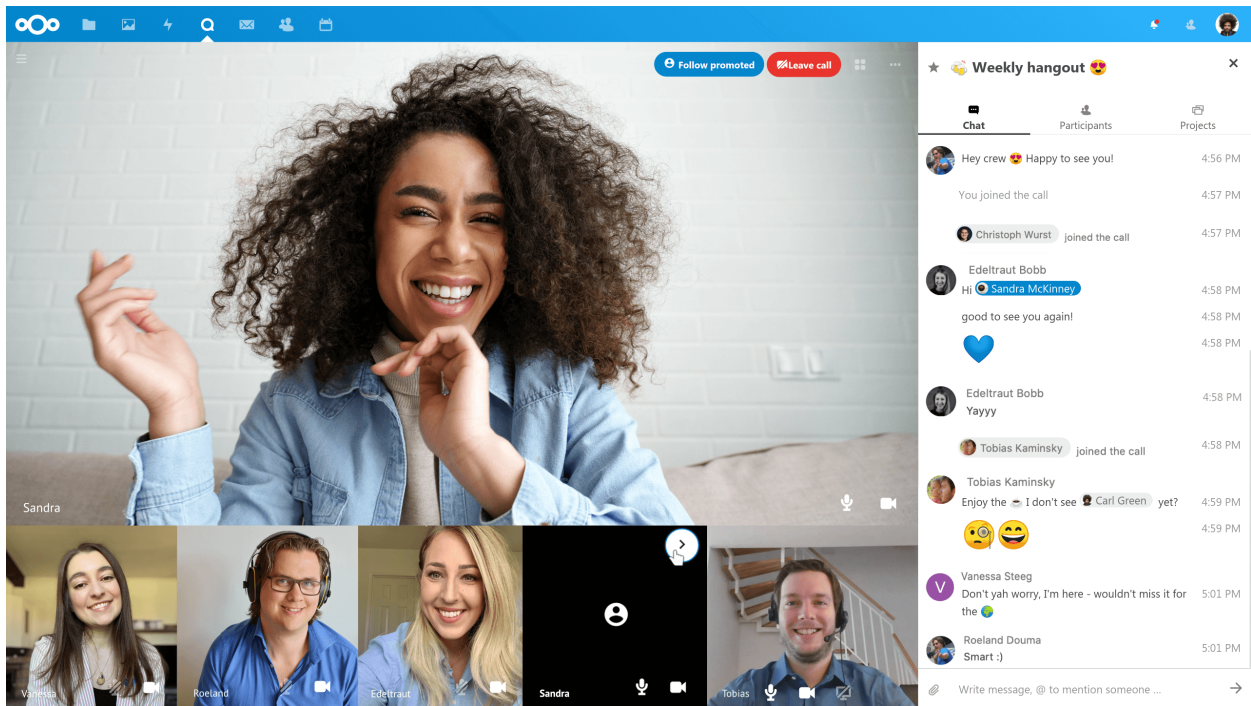 Follow promoted
Leave call
Sandra
Vanessa
Roeland
Edeltraut
Sandra
Tobias
Weekly hangout 😍
Chat
Participants
Projects
Hey crew 😍 Happy to see you! 4:56 PM
You joined the call 4:57 PM
Christoph Wurst joined the call 4:57 PM
Edeltraut Bobb
Hi Sandra McKinney 4:58 PM
good to see you again! 4:58 PM
💙 4:58 PM
Edeltraut Bobb 4:58 PM
Yayyy
Tobias Kaminsky joined the call 4:58 PM
Tobias Kaminsky
Enjoy the ☕ I don't see Carl Green yet? 4:59 PM
🧐😄 4:59 PM
V
Vanessa Steeg
Don't yah worry, I'm here - wouldn't miss it for 5:01 PM
the 🌍
Roeland Douma
Smart :) 5:01 PM
Write message, @ to mention someone ...